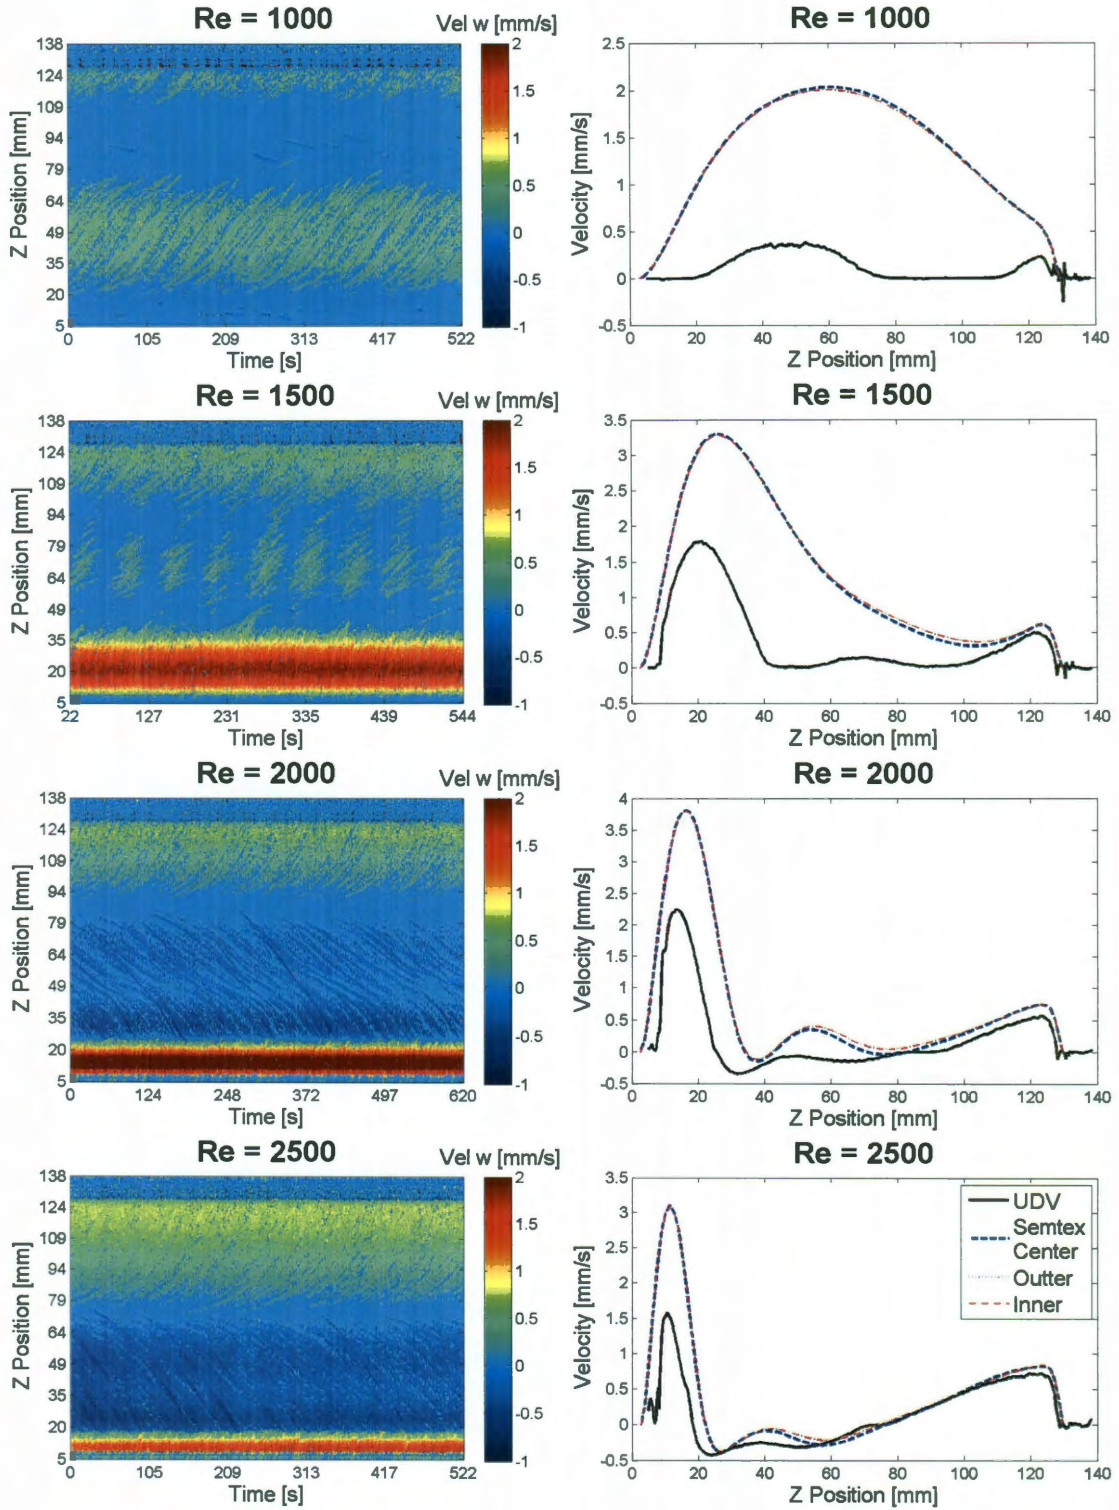 Re = 1000
Vel w [mm/s]
138
124
109
94
79
64
49
35
20
5
Z Position [mm]
0 105 209 313 417 522
Time [s]
2
1.5
1
0.5
0
-0.5
-1
Re = 1000
2.5
2
1.5
1
0.5
0
-0.5
Velocity [mm/s]
0 20 40 60 80 100 120 140
Z Position [mm]
Re = 1500
Vel w [mm/s]
138
124
109
94
79
64
49
35
20
5
Z Position [mm]
22 127 231 335 439 544
Time [s]
2
1.5
1
0.5
0
-0.5
-1
Re = 1500
3.5
3
2.5
2
1.5
1
0.5
0
-0.5
Velocity [mm/s]
0 20 40 60 80 100 120 140
Z Position [mm]
Re = 2000
Vel w [mm/s]
138
124
109
94
79
64
49
35
20
5
Z Position [mm]
0 124 248 372 497 620
Time [s]
2
1.5
1
0.5
0
-0.5
-1
Re = 2000
4
3.5
3
2.5
2
1.5
1
0.5
0
-0.5
Velocity [mm/s]
0 20 40 60 80 100 120 140
Z Position [mm]
Re = 2500
Vel w [mm/s]
138
124
109
94
79
64
49
35
20
5
Z Position [mm]
0 105 209 313 417 522
Time [s]
2
1.5
1
0.5
0
-0.5
-1
Re = 2500
3.5
3
2.5
2
1.5
1
0.5
0
-0.5
Velocity [mm/s]
0 20 40 60 80 100 120 140
Z Position [mm]
UDV
Semtex
Center
Outter
Inner